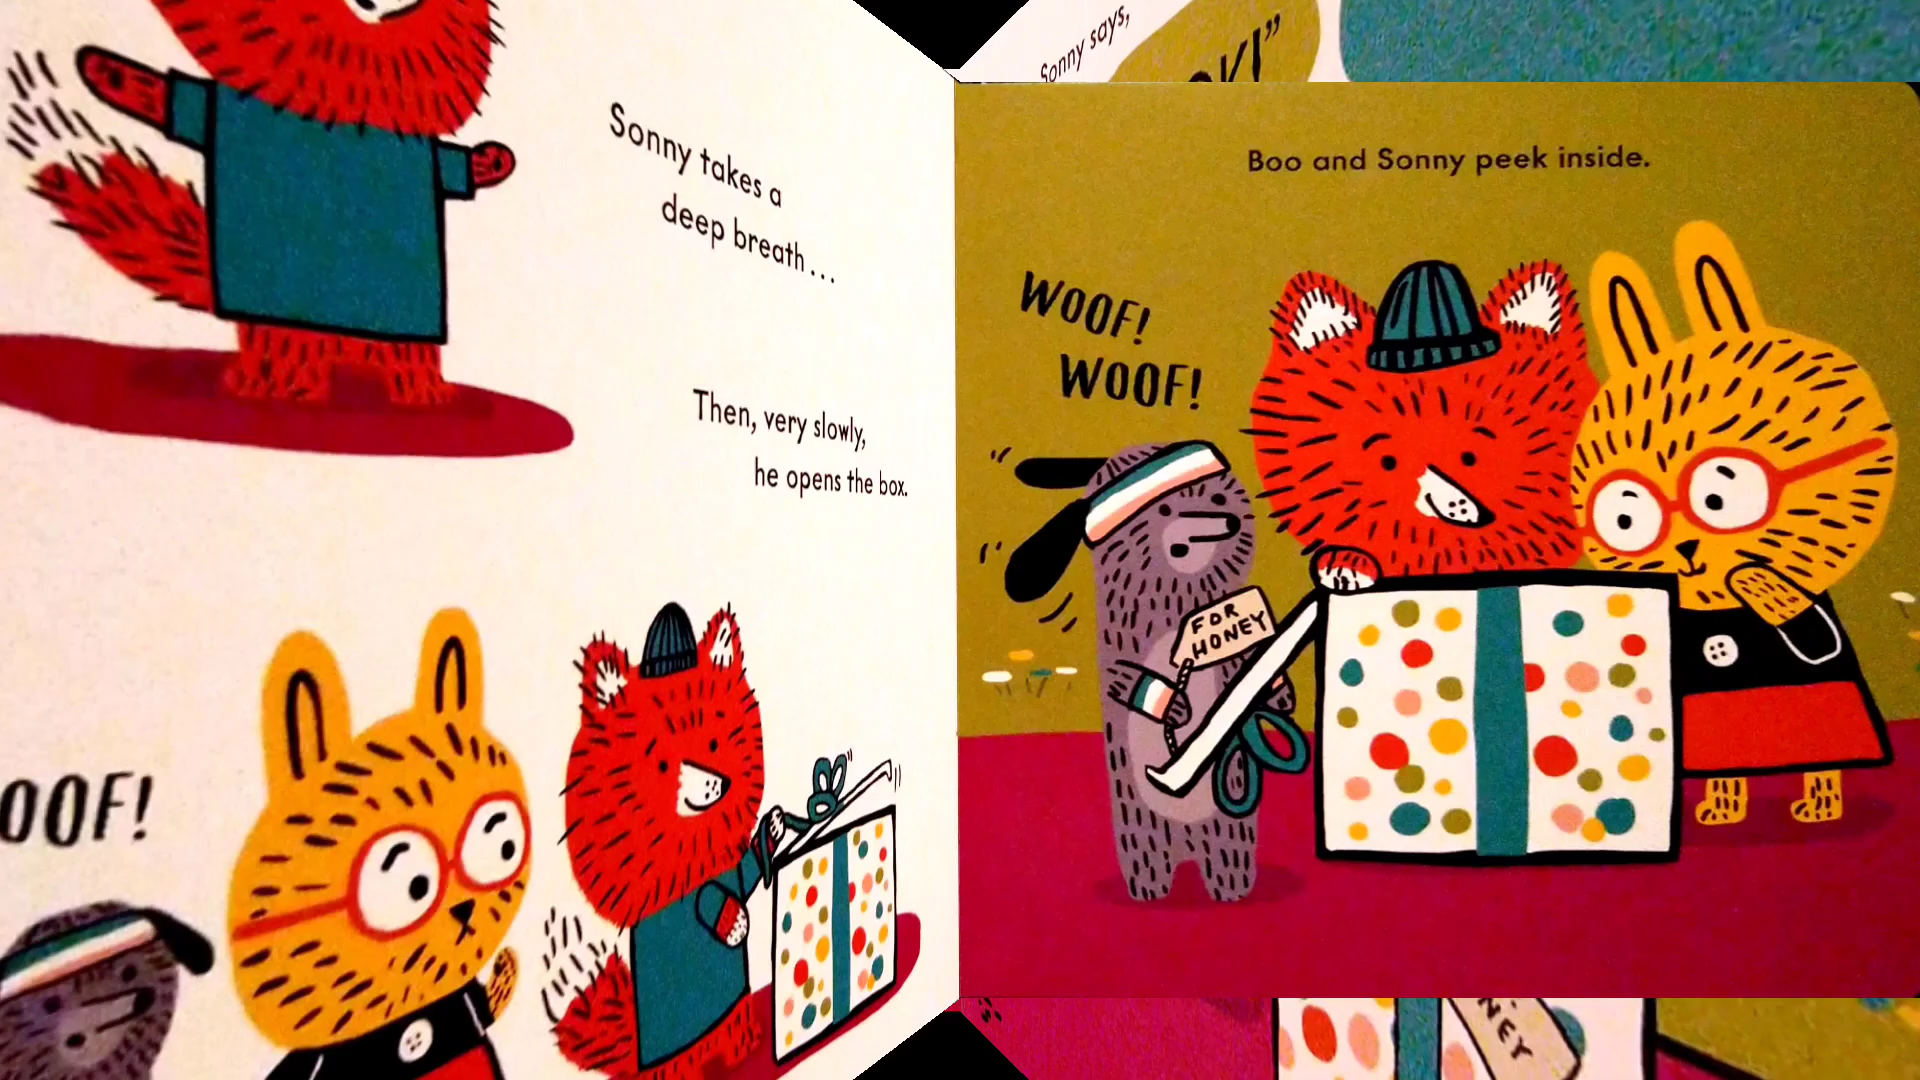 Sonny takes a
deep breath...
Then, very slowly,
he opens the box.
OOF!
Sonny says,
Boo and Sonny peek inside.
WOOF!
WOOF!
FOR
HONEY
NEY